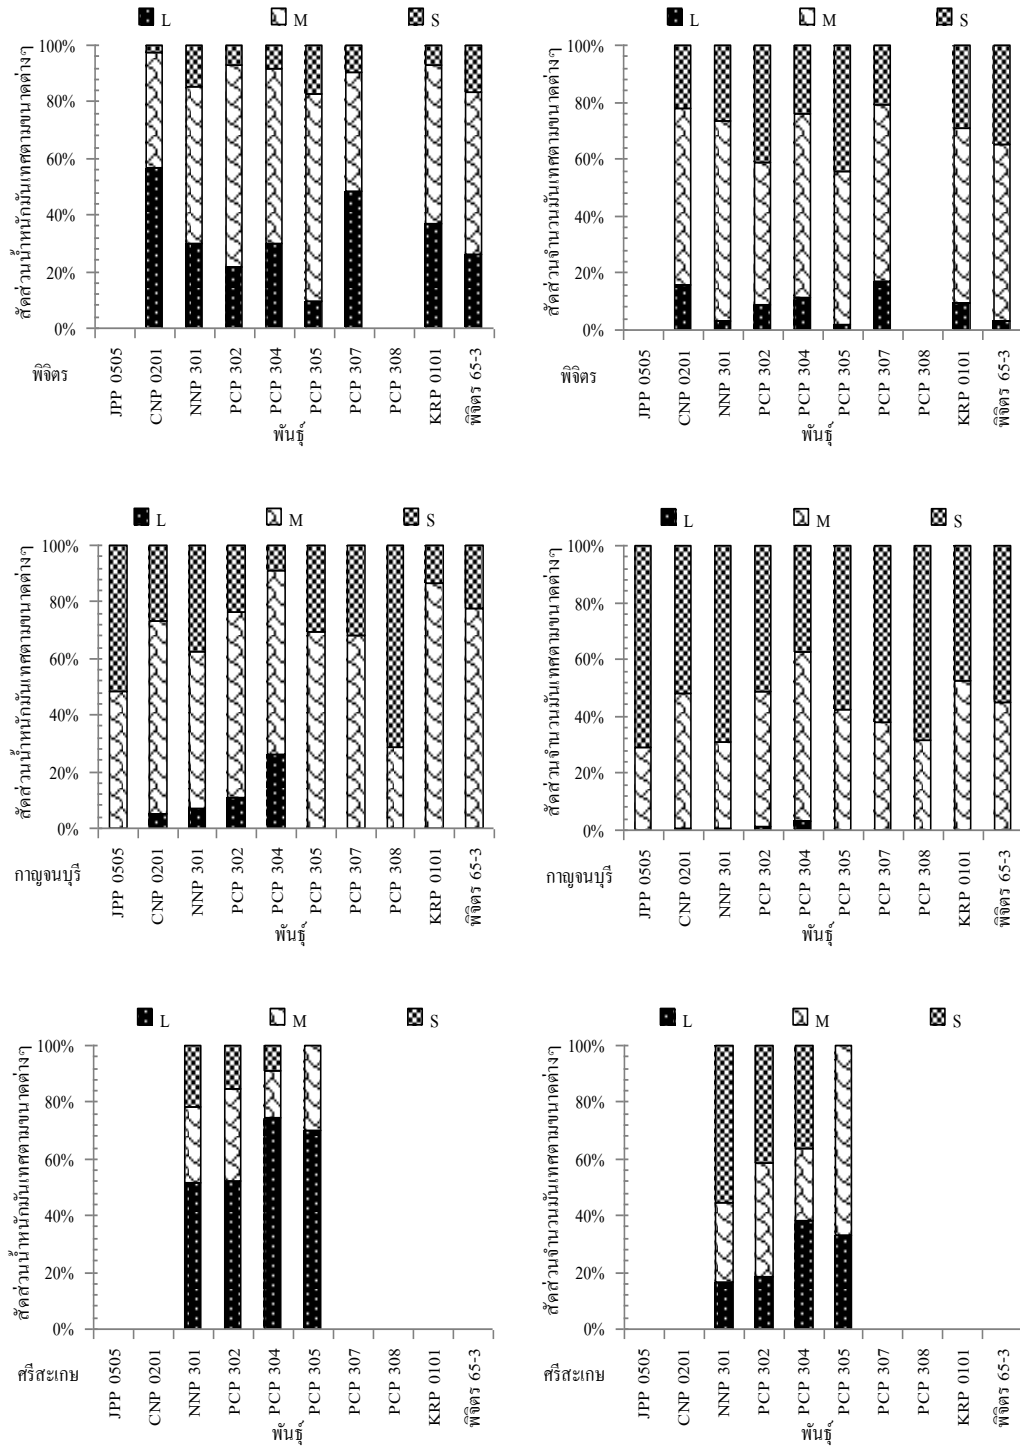 L M S
สัดส่วนน้ำหนักมันเทศตามขนาดต่างๆ
100%
80%
60%
40%
20%
0%
JPP 0505
CNP 0201
NNP 301
PCP 302
PCP 304
PCP 305
PCP 307
PCP 308
KRP 0101
พิจิตร 65-3
พิจิตร
พันธุ์
L M S
สัดส่วนจำนวนมันเทศตามขนาดต่างๆ
100%
80%
60%
40%
20%
0%
JPP 0505
CNP 0201
NNP 301
PCP 302
PCP 304
PCP 305
PCP 307
PCP 308
KRP 0101
พิจิตร 65-3
พิจิตร
พันธุ์
L M S
สัดส่วนน้ำหนักมันเทศตามขนาดต่างๆ
100%
80%
60%
40%
20%
0%
JPP 0505
CNP 0201
NNP 301
PCP 302
PCP 304
PCP 305
PCP 307
PCP 308
KRP 0101
พิจิตร 65-3
กาญจนบุรี
พันธุ์
L M S
สัดส่วนจำนวนมันเทศตามขนาดต่างๆ
100%
80%
60%
40%
20%
0%
JPP 0505
CNP 0201
NNP 301
PCP 302
PCP 304
PCP 305
PCP 307
PCP 308
KRP 0101
พิจิตร 65-3
กาญจนบุรี
พันธุ์
L M S
สัดส่วนน้ำหนักมันเทศตามขนาดต่างๆ
100%
80%
60%
40%
20%
0%
JPP 0505
CNP 0201
NNP 301
PCP 302
PCP 304
PCP 305
PCP 307
PCP 308
KRP 0101
พิจิตร 65-3
ศรีสะเกษ
พันธุ์
L M S
สัดส่วนจำนวนมันเทศตามขนาดต่างๆ
100%
80%
60%
40%
20%
0%
JPP 0505
CNP 0201
NNP 301
PCP 302
PCP 304
PCP 305
PCP 307
PCP 308
KRP 0101
พิจิตร 65-3
ศรีสะเกษ
พันธุ์